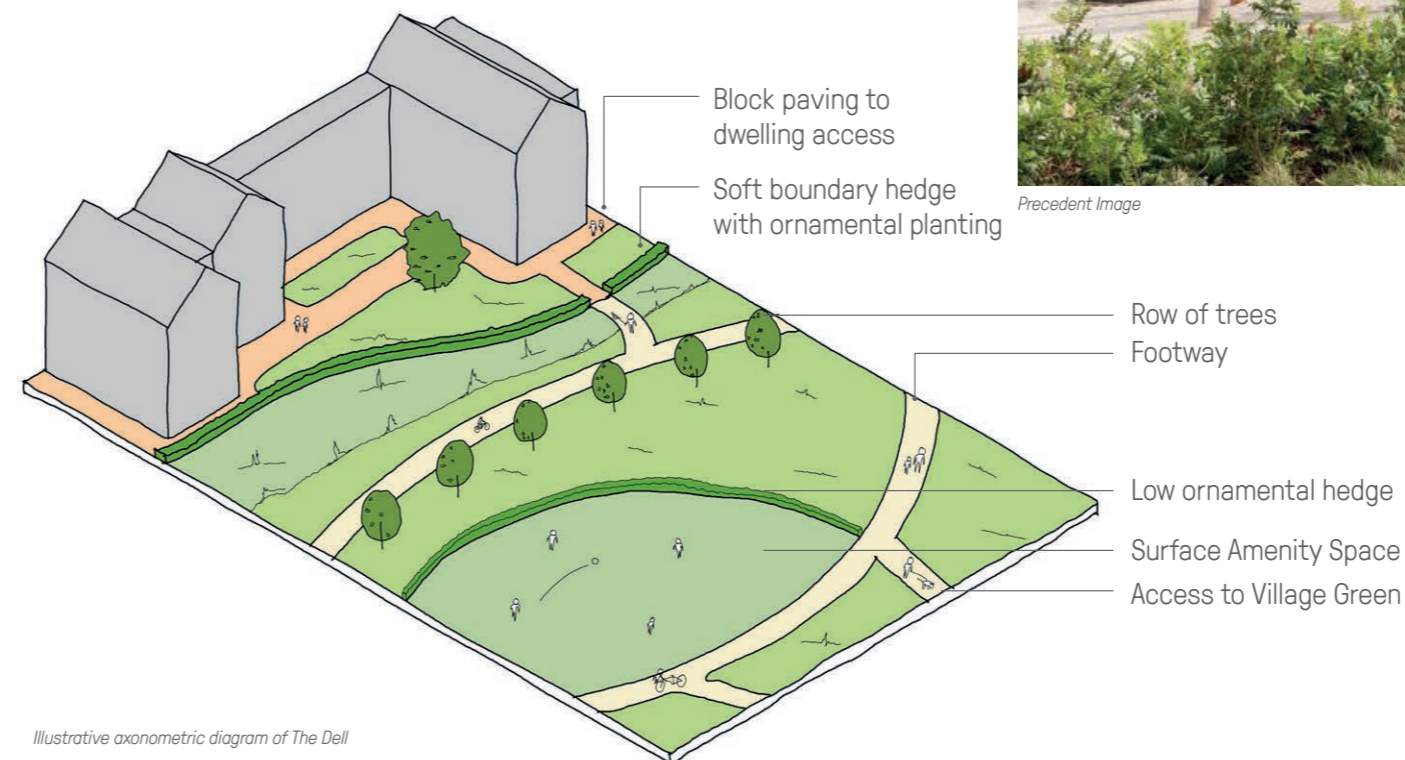 Block paving to
dwelling access
Soft boundary hedge
with ornamental planting
Precedent Image
Row of trees
Footway
Low ornamental hedge
Surface Amenity Space
Access to Village Green
Illustrative axonometric diagram of The Dell